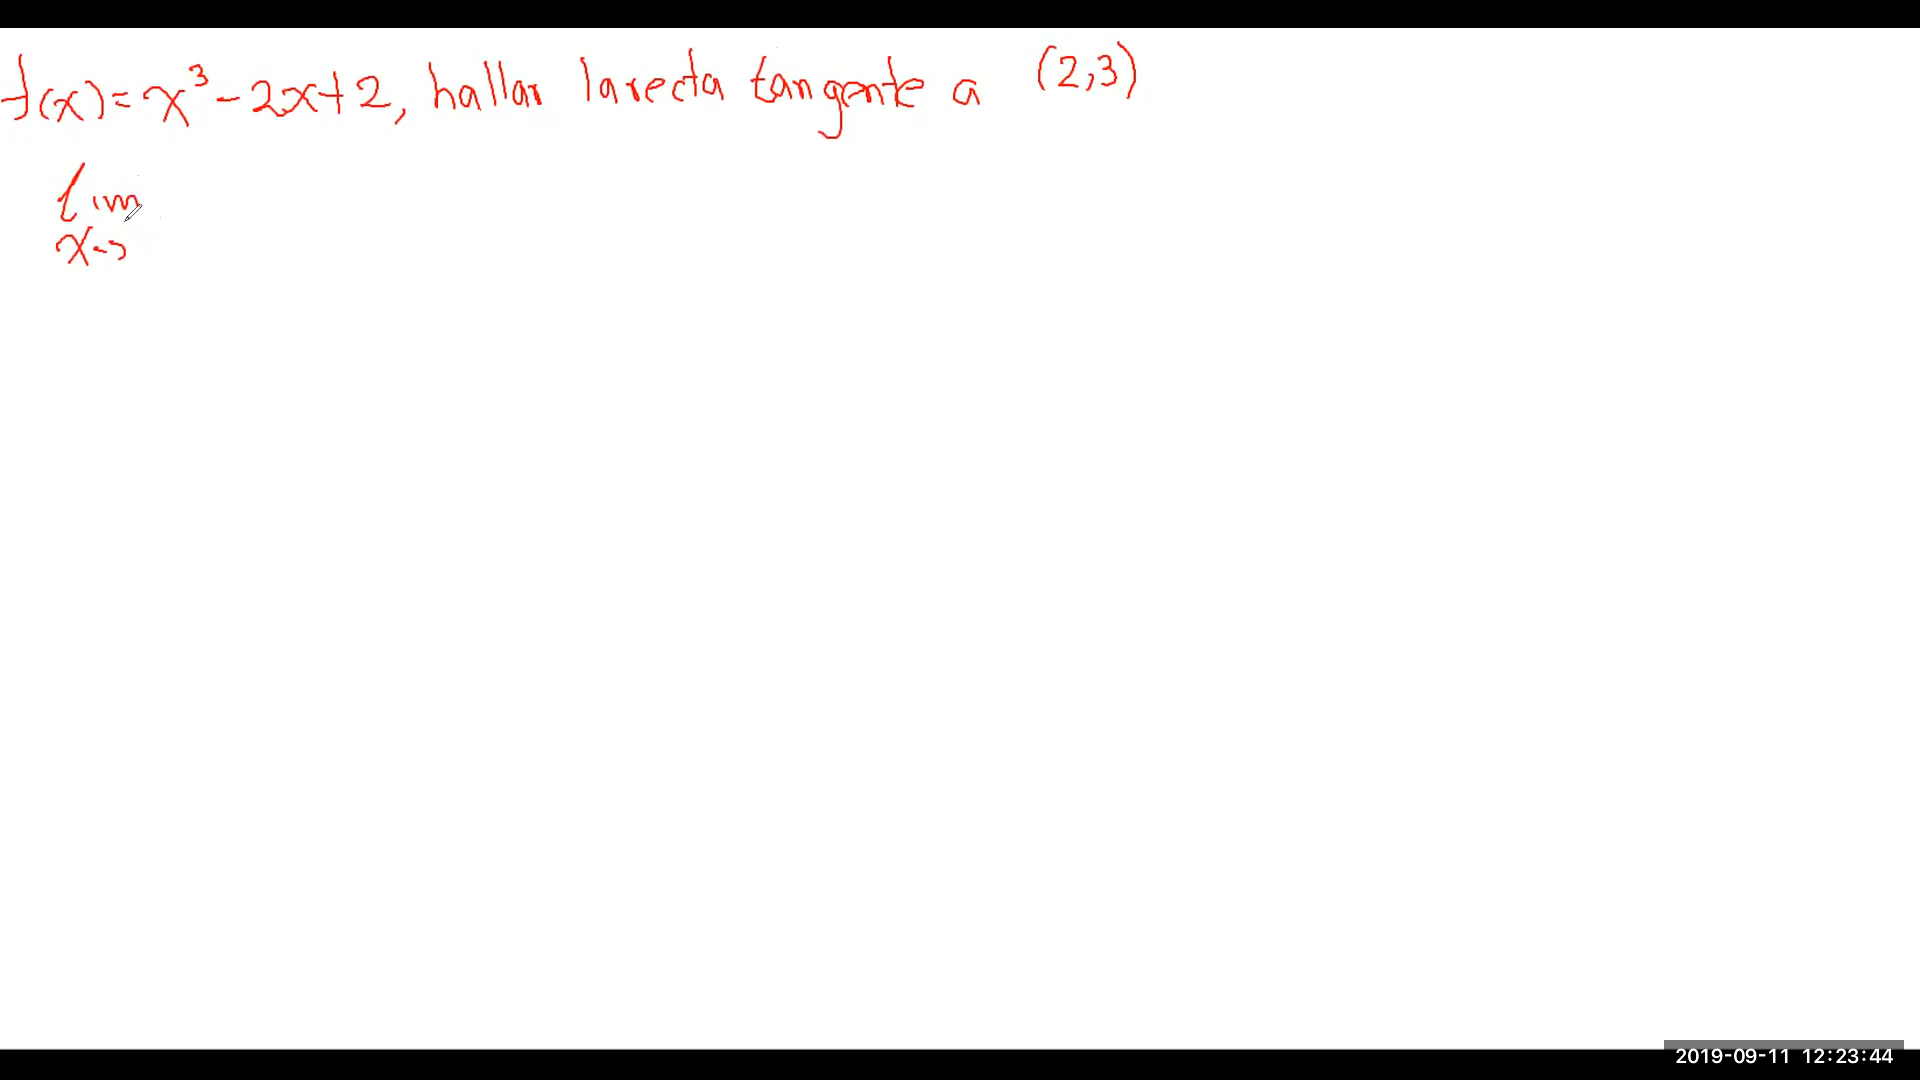 f(x)=x³-2x+2, hallar la recta tangente a (2,3)
lim
x→
2019-09-11 12:23:44